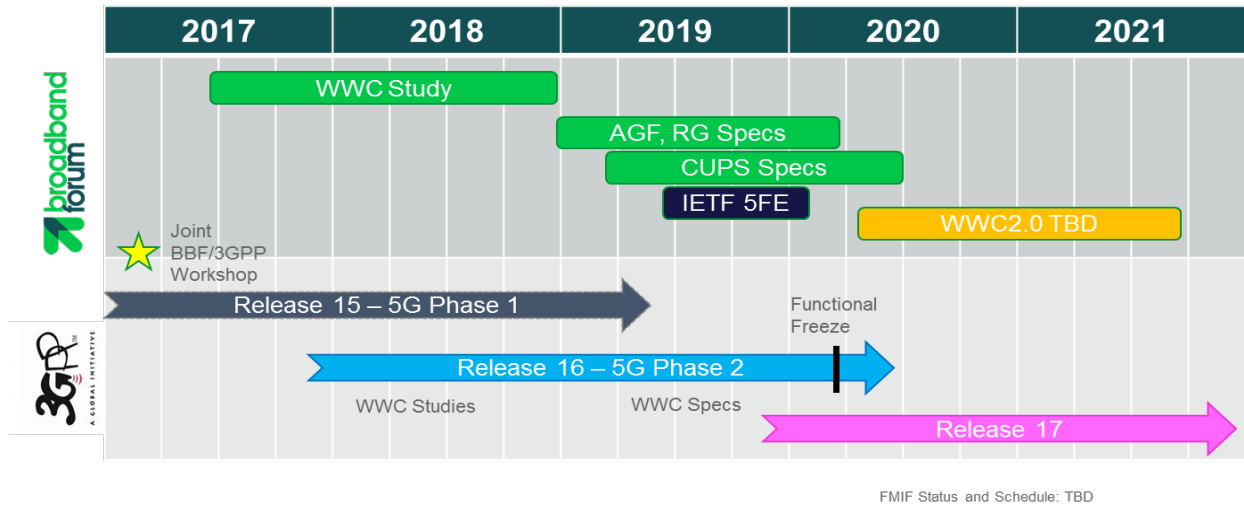 2017 2018 2019 2020 2021
broadband
forum
WWC Study
AGF, RG Specs
CUPS Specs
IETF 5FE
WWC2.0 TBD
Joint
BBF/3GPP
Workshop
Release 15 – 5G Phase 1
Functional
Freeze
3GPP™
A GLOBAL INITIATIVE
Release 16 – 5G Phase 2
WWC Studies
WWC Specs
Release 17
FMIF Status and Schedule: TBD